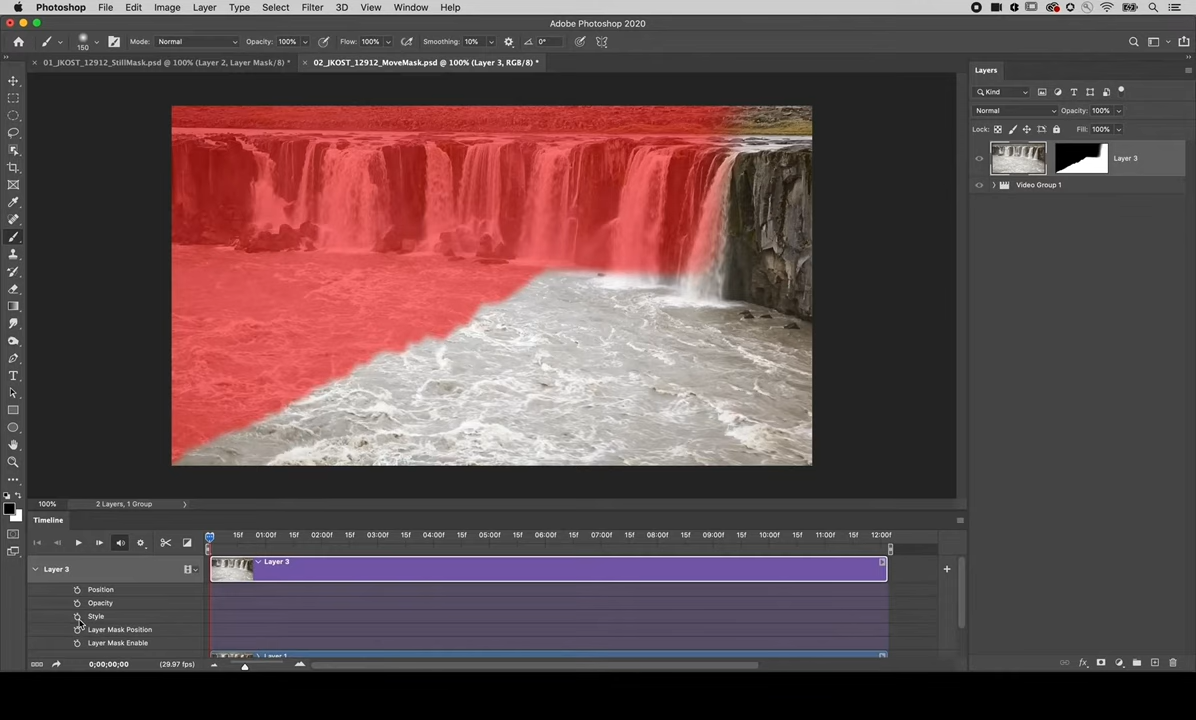 Photoshop File Edit Image Layer Type Select Filter 3D View Window Help
Adobe Photoshop 2020
150 Mode: Normal Opacity: 100% Flow: 100% Smoothing: 10% 0°
01_JKOST_12912_StillMask.psd @ 100% (Layer 2, Layer Mask/8) *
02_JKOST_12912_MoveMask.psd @ 100% (Layer 3, RGB/8) *
Layers
Kind
Normal Opacity: 100%
Lock: Fill: 100%
Layer 3
Video Group 1
100% 2 Layers, 1 Group
Timeline
15f 01:00f 15f 02:00f 15f 03:00f 15f 04:00f 15f 05:00f 15f 06:00f 15f 07:00f 15f 08:00f 15f 09:00f 15f 10:00f 15f 11:00f 15f 12:00f
Layer 3 Layer 3
Position
Opacity
Style
Layer Mask Position
Layer Mask Enable
Layer 1
0;00;00;00 (29.97 fps)